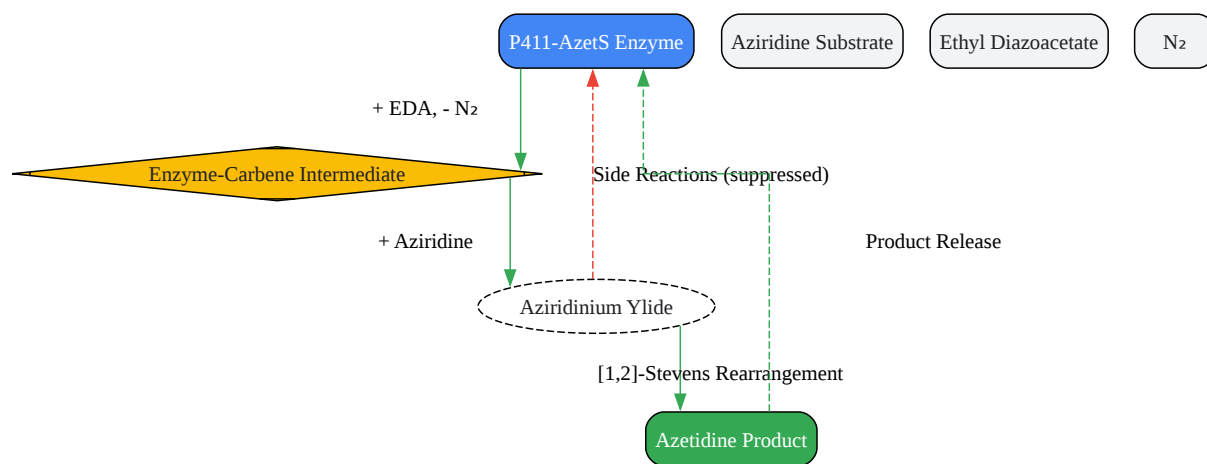 P411-AzetS Enzyme
Aziridine Substrate
Ethyl Diazoacetate
N₂
+ EDA, - N₂
Enzyme-Carbene Intermediate
Side Reactions (suppressed)
+ Aziridine
Product Release
Aziridinium Ylide
[1,2]-Stevens Rearrangement
Azetidine Product